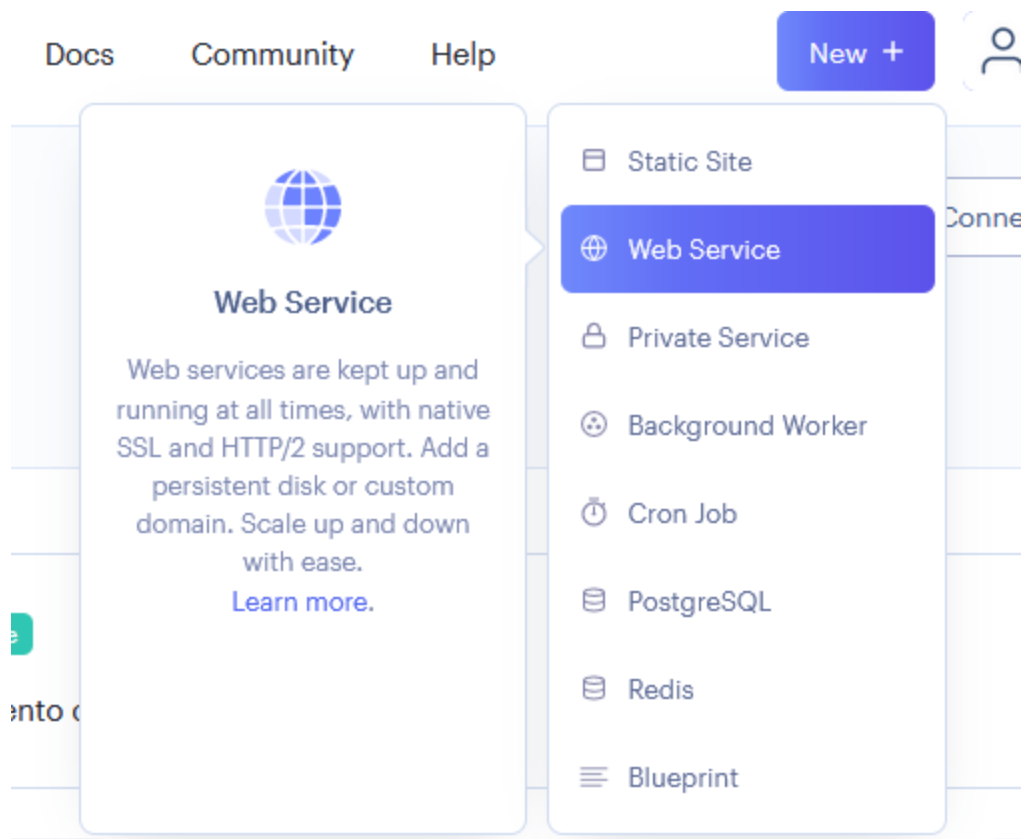 Docs Community Help New +
Web Service
Web services are kept up and
running at all times, with native
SSL and HTTP/2 support. Add a
persistent disk or custom
domain. Scale up and down
with ease.
Learn more.
Static Site
Web Service
Private Service
Background Worker
Cron Job
PostgreSQL
Redis
Blueprint